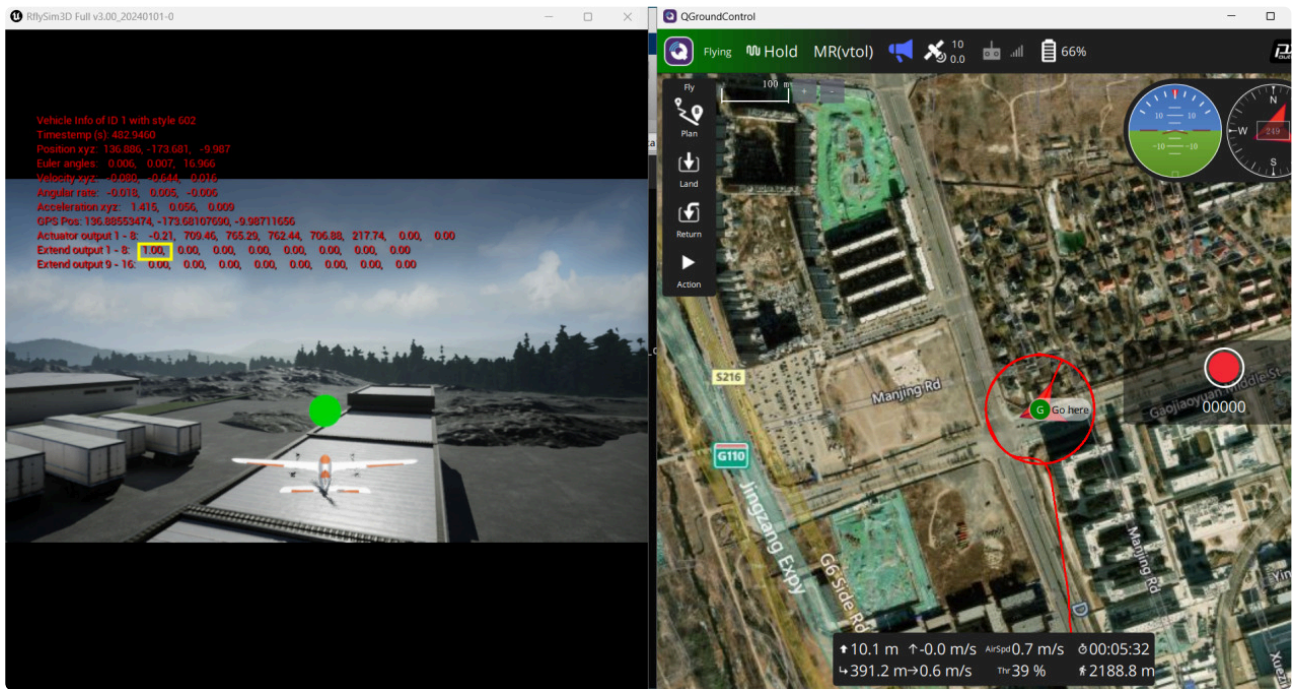 RflySim3D Full v3.00_20240101-0
Vehicle Info of ID 1 with style 602
Timestemp (s): 482.9460
Position xyz: 136.886, -173.681, -9.987
Euler angles: 0.006, 0.007, 16.966
Velocity xyz: -0.080, -0.644, 0.016
Angular rate: -0.018, 0.005, -0.006
Acceleration xyz: 1.415, 0.056, 0.009
GPS Pos: 136.88553474, -173.68107690, -9.98711656
Actuator output 1 - 8: -0.21, 709.46, 765.29, 762.44, 706.88, 217.74, 0.00, 0.00
Extend output 1 - 8: 1.00, 0.00, 0.00, 0.00, 0.00, 0.00, 0.00, 0.00
Extend output 9 - 16: 0.00, 0.00, 0.00, 0.00, 0.00, 0.00, 0.00, 0.00
QGroundControl
Flying Hold MR(vtol) 10 0.0 66%
Fly
Plan
Land
Return
Action
100 m
10 10
-10 -10
N
W 249
S
S216
G110
Manjing Rd
Jingzang Expy
G6 Side Rd
G Go here
Gaojiaoyuan Middle St
00000
Manjing Rd
D
10.1 m -0.0 m/s AirSpd 0.7 m/s 00:05:32
391.2 m 0.6 m/s Thr 39 % 2188.8 m